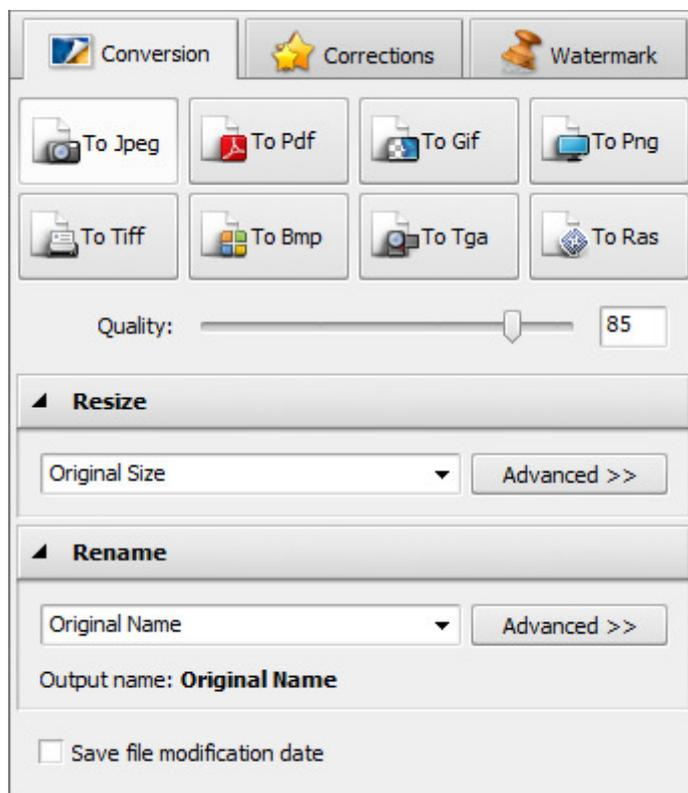 Conversion Corrections Watermark
To Jpeg To Pdf To Gif To Png
To Tiff To Bmp To Tga To Ras
Quality: 85
Resize
Original Size Advanced >>
Rename
Original Name Advanced >>
Output name: Original Name
Save file modification date